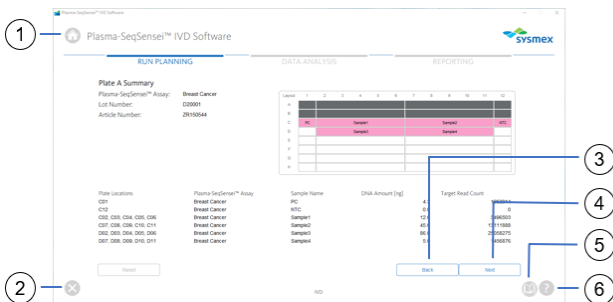 Plasma-SeqSensei™ IVD Software
1
Plasma-SeqSensei™ IVD Software
sysmex
RUN PLANNING DATA ANALYSIS REPORTING
Plate A Summary
Plasma-SeqSensei™ Assay: Breast Cancer
Lot Number: D20001
Article Number: ZR150544
Layout 1 2 3 4 5 6 7 8 9 10 11 12
A
B
C PC Sample1 Sample2 NTC
D Sample3 Sample4
E
F
G
H
3
Plate Locations Plasma-SeqSensei™ Assay Sample Name DNA Amount [ng] Target Read Count
C01 Breast Cancer PC
C12 Breast Cancer NTC 0
C02, C03, C04, C05, C06 Breast Cancer Sample1
C07, C08, C09, C10, C11 Breast Cancer Sample2
D02, D03, D04, D05, D06 Breast Cancer Sample3
D07, D08, D09, D10, D11 Breast Cancer Sample4
4
5
Reset Back Next
2
IVD
?
6